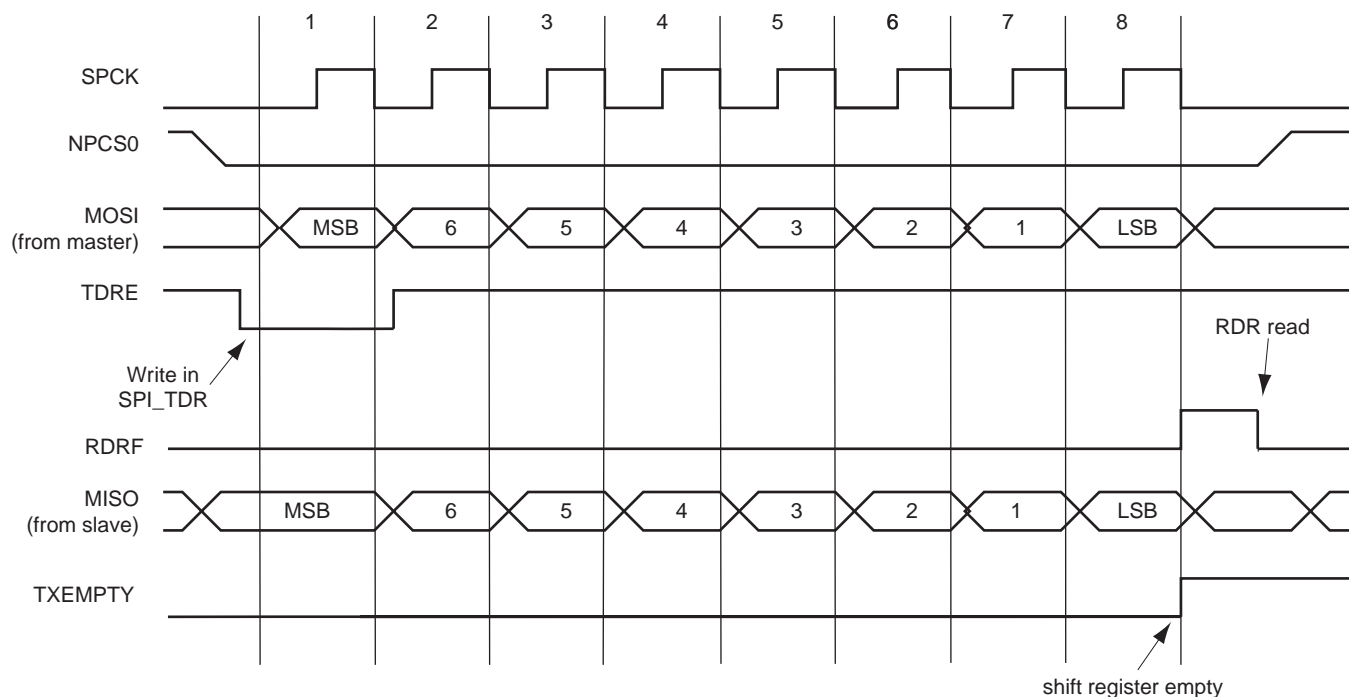 1 2 3 4 5 6 7 8
SPCK
NPCS0
MOSI
(from master)
MSB 6 5 4 3 2 1 LSB
TDRE
Write in
SPI_TDR
RDR read
RDRF
MISO
(from slave)
MSB 6 5 4 3 2 1 LSB
TXEMPTY
shift register empty